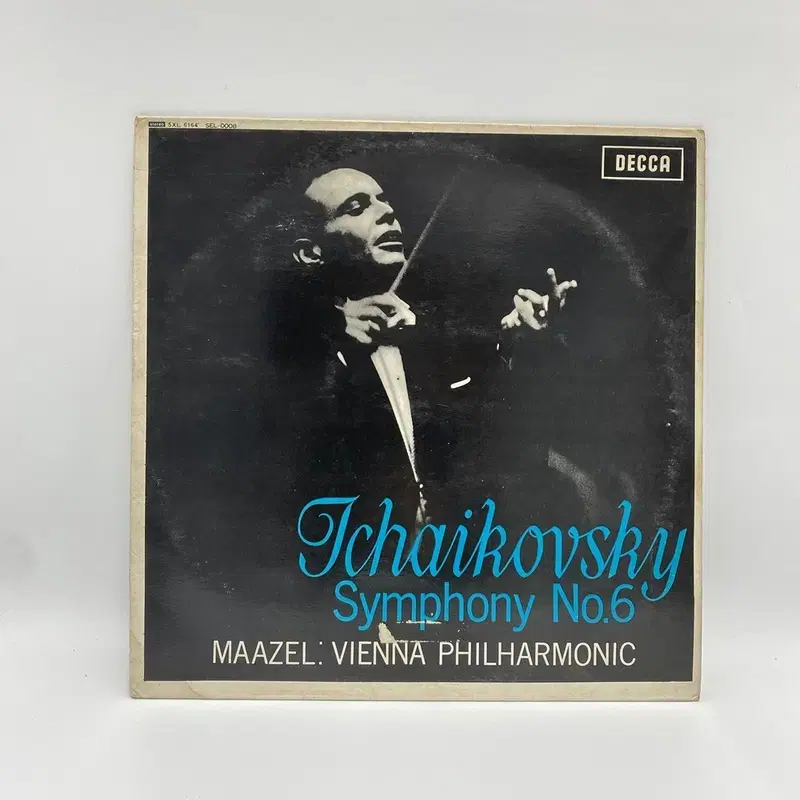 stereo SXL 6164 SEL-0008
DECCA
Tchaikovsky
Symphony No.6
MAAZEL: VIENNA PHILHARMONIC